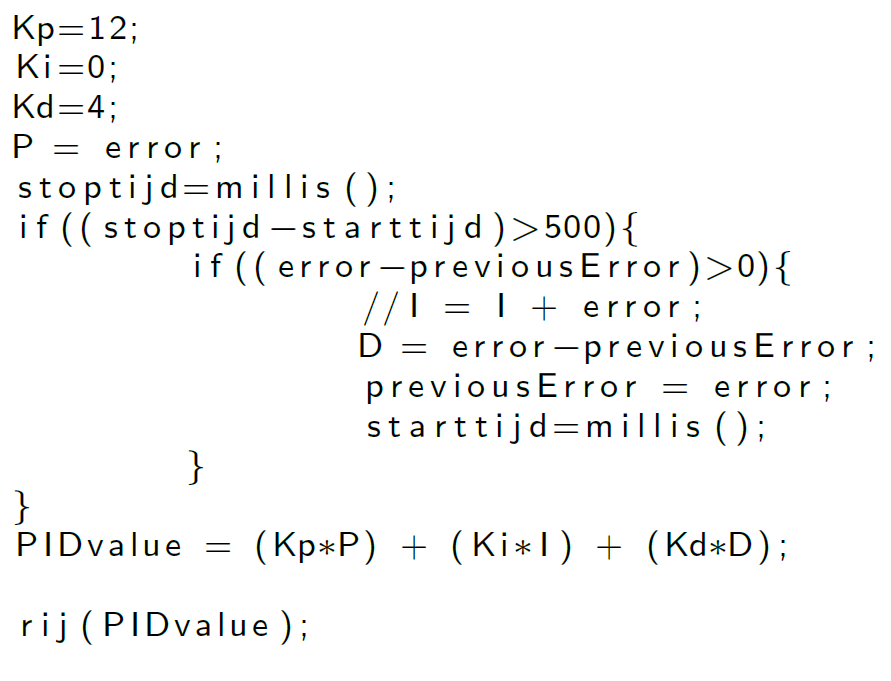 Kp=12;
Ki=0;
Kd=4;
P = error;
stoptijd=millis();
if((stoptijd-starttijd)>500){
if((error-previousError)>0){
//I = I + error;
D = error-previousError;
previousError = error;
starttijd=millis();
}
}
PIDvalue = (Kp*P) + (Ki*I) + (Kd*D);
rij(PIDvalue);